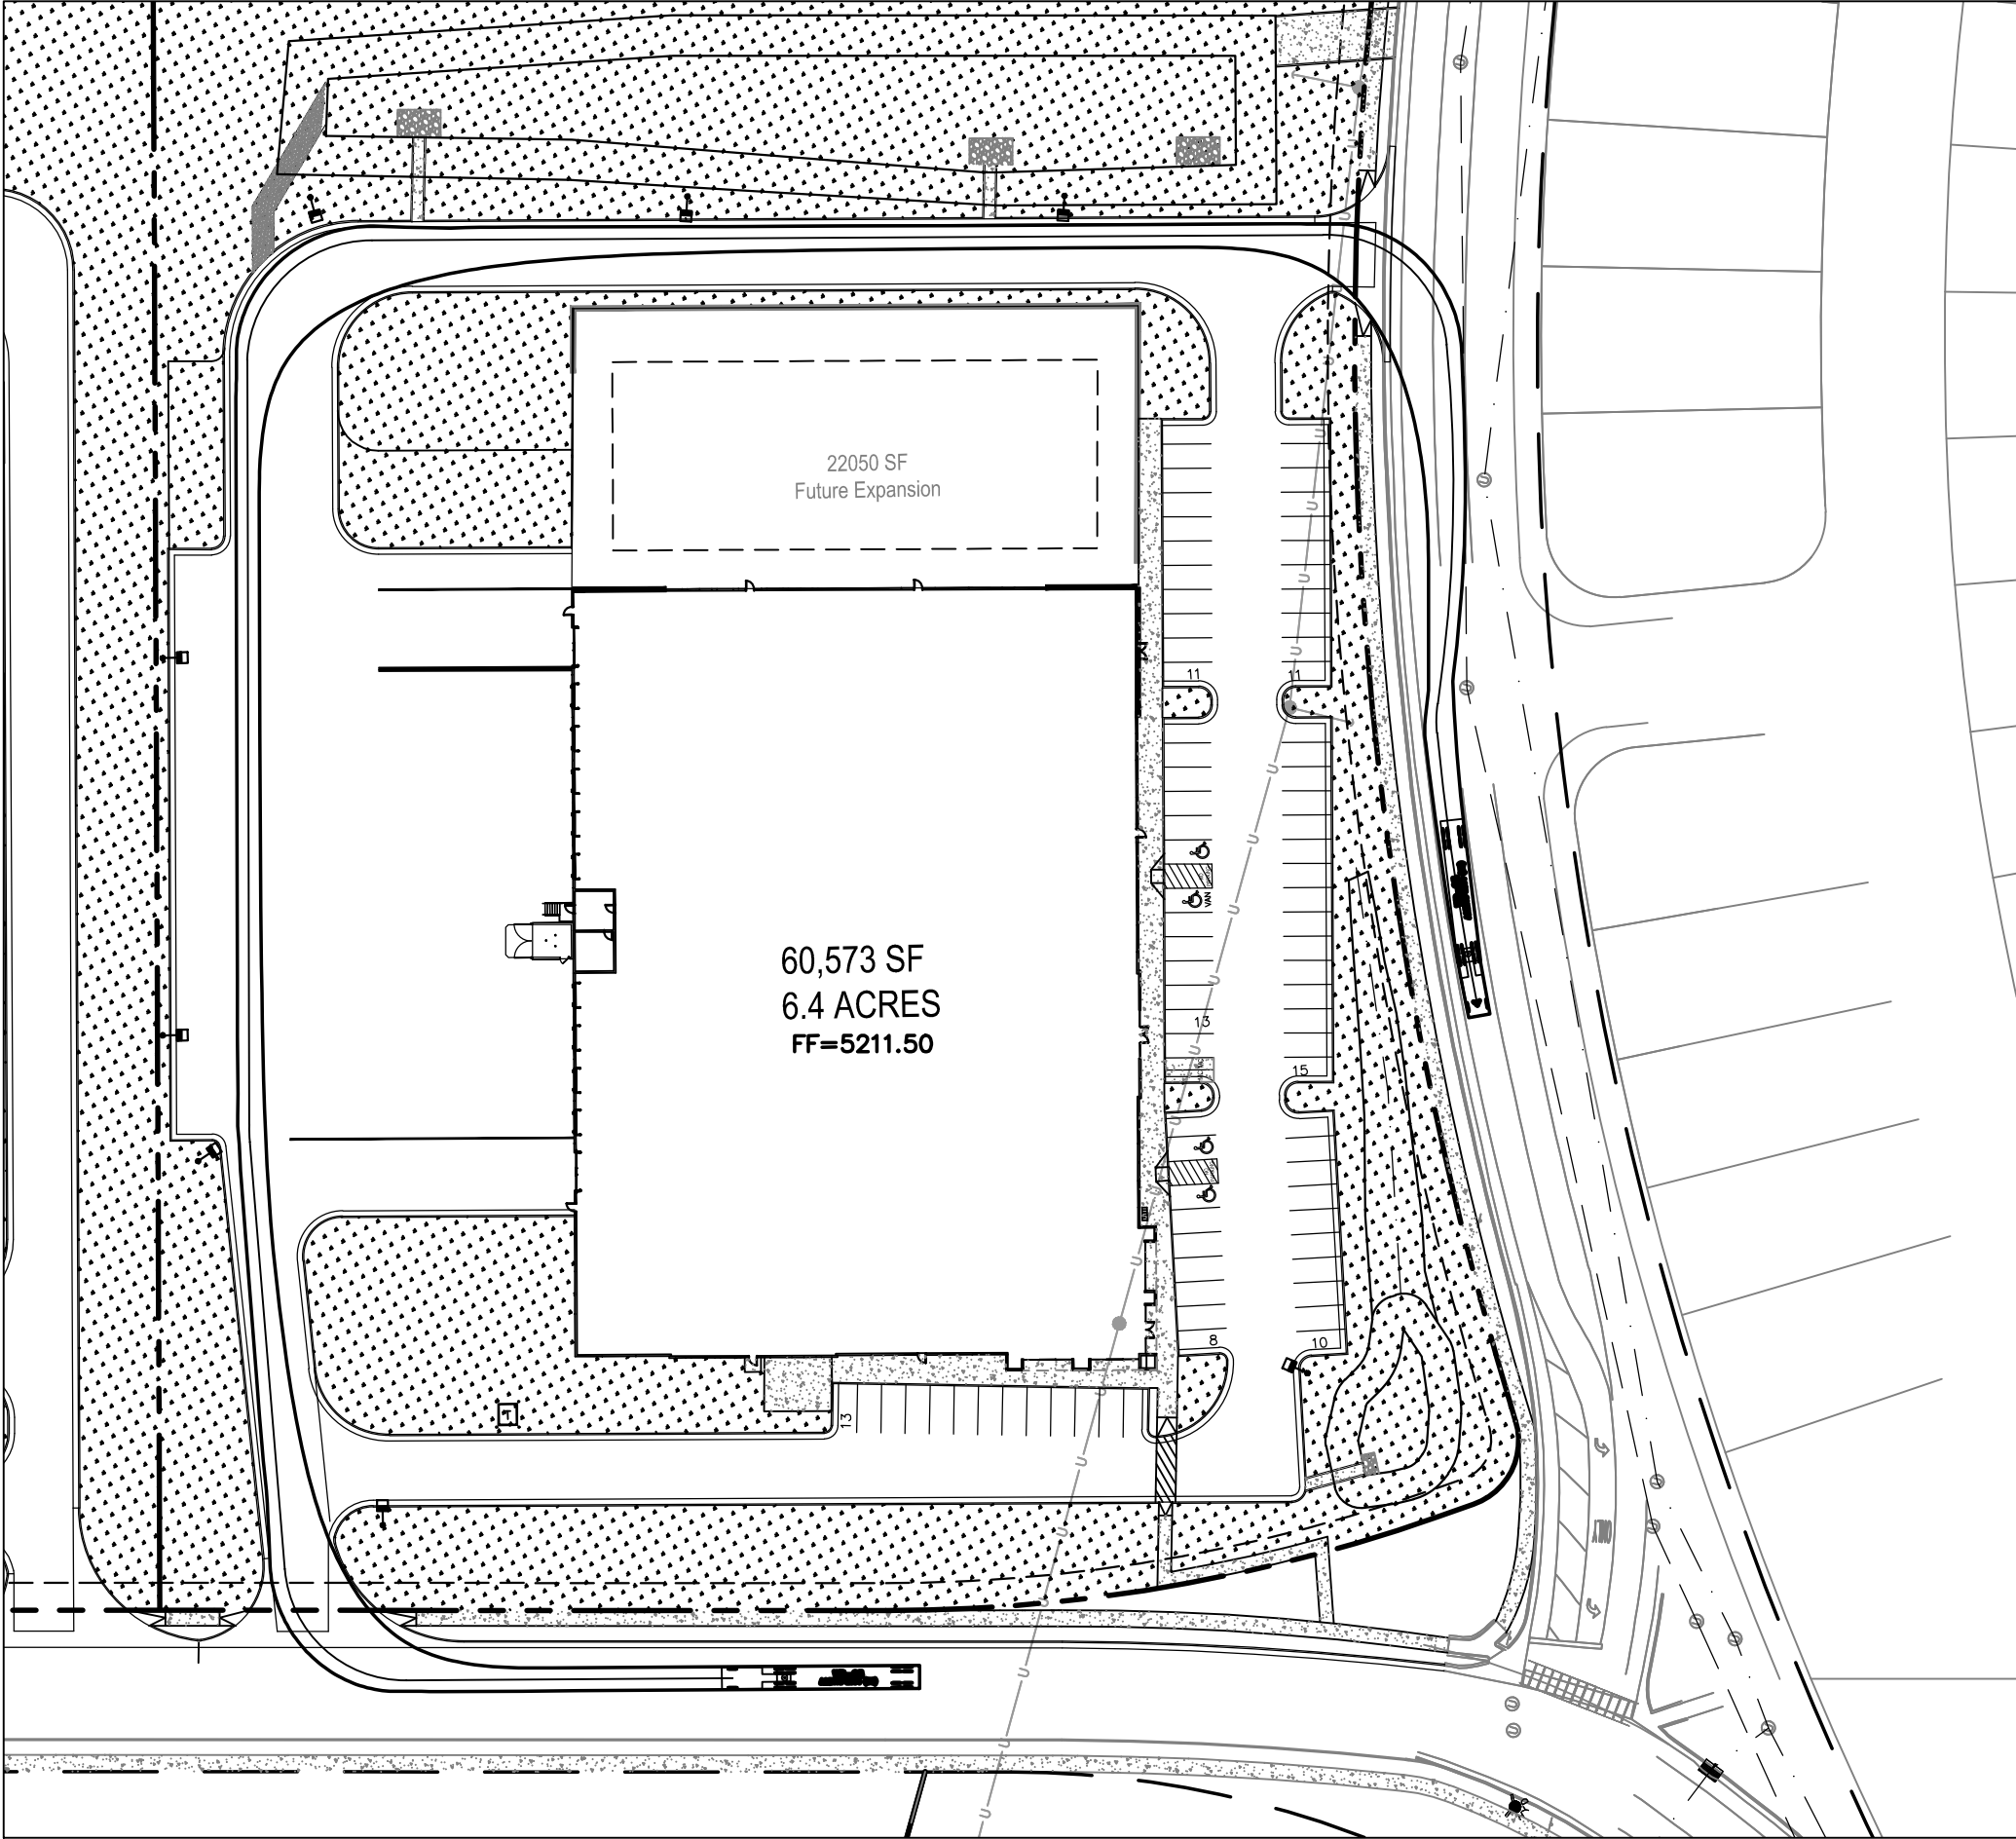 22050 SF
Future Expansion
11
11
VAN
60,573 SF
6.4 ACRES
FF=5211.50
13
15
8
10
13
T
ONLY